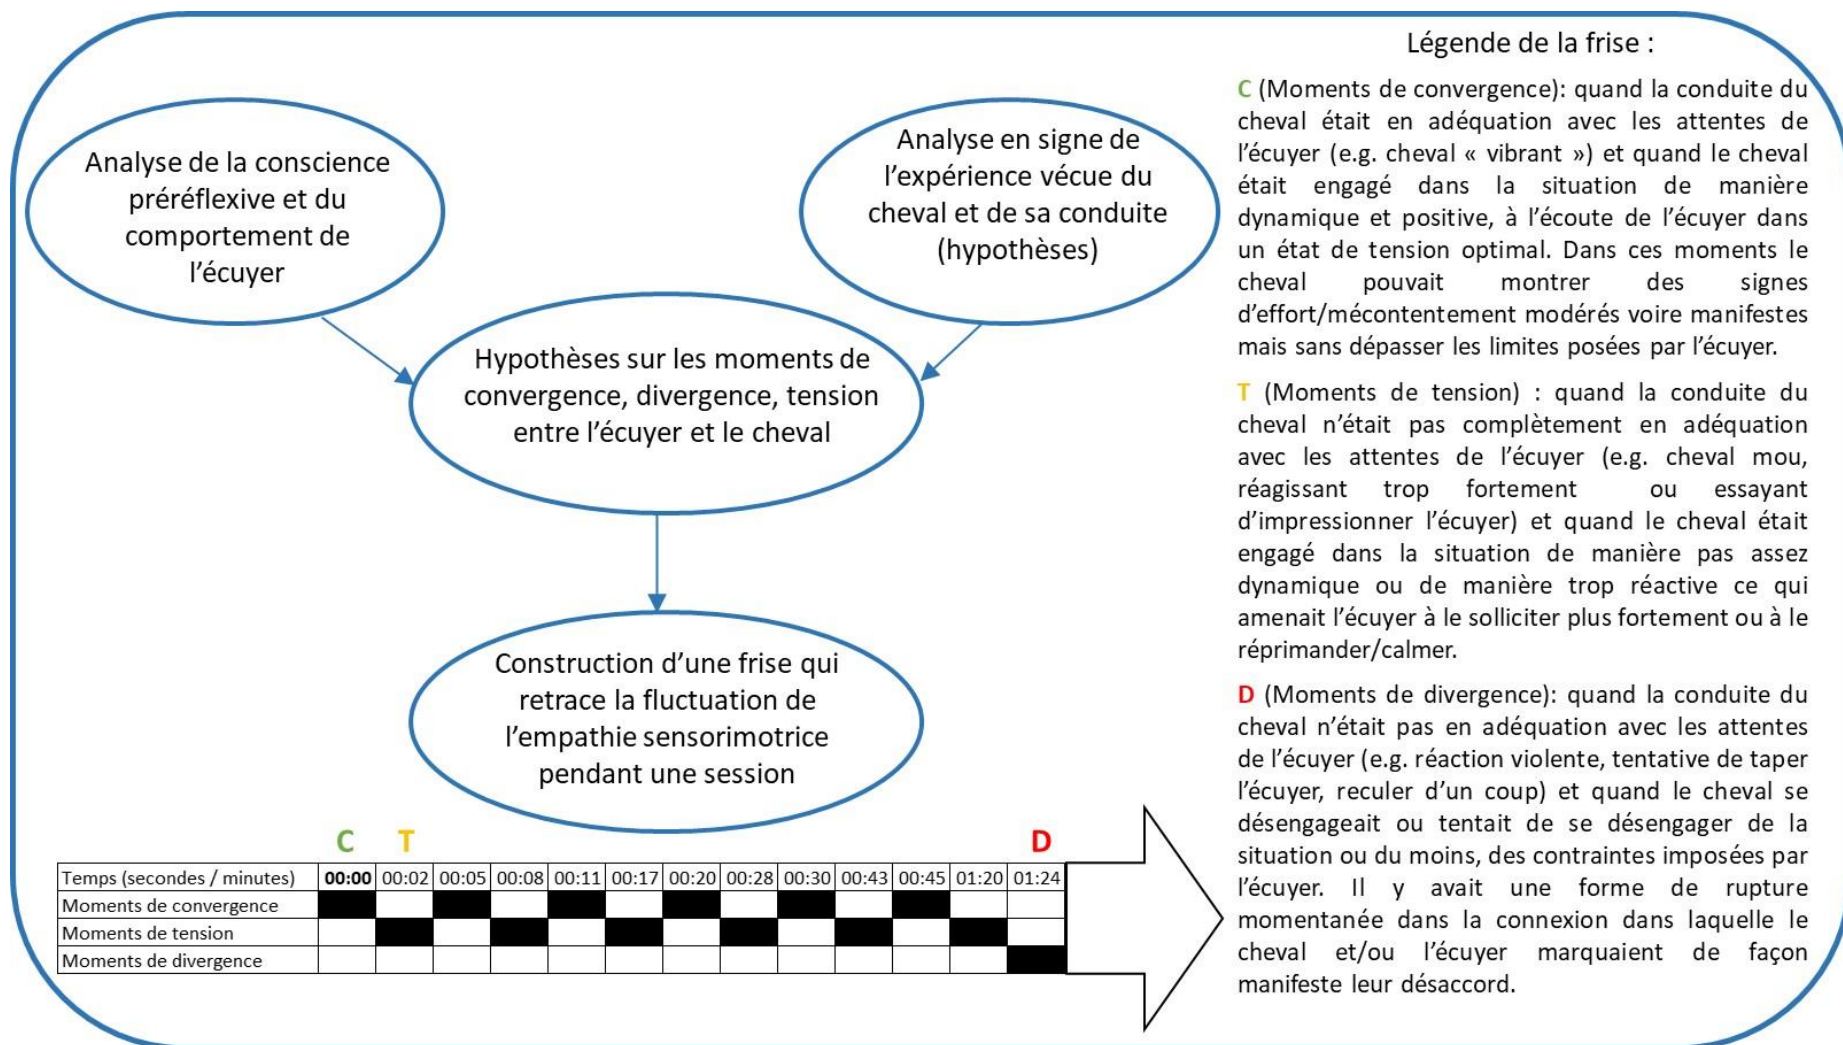 Analyse de la conscience
préréflexive et du
comportement de
l’écuyer
Analyse en signe de
l’expérience vécue du
cheval et de sa conduite
(hypothèses)
Hypothèses sur les moments de
convergence, divergence, tension
entre l’écuyer et le cheval
Construction d’une frise qui
retrace la fluctuation de
l’empathie sensorimotrice
pendant une session
C T D
Temps (secondes / minutes) 00:00 00:02 00:05 00:08 00:11 00:17 00:20 00:28 00:30 00:43 00:45 01:20 01:24
Moments de convergence
Moments de tension
Moments de divergence
Légende de la frise :
C (Moments de convergence): quand la conduite du
cheval était en adéquation avec les attentes de
l’écuyer (e.g. cheval « vibrant ») et quand le cheval
était engagé dans la situation de manière
dynamique et positive, à l’écoute de l’écuyer dans
un état de tension optimal. Dans ces moments le
cheval pouvait montrer des signes
d’effort/mécontentement modérés voire manifestes
mais sans dépasser les limites posées par l’écuyer.
T (Moments de tension) : quand la conduite du
cheval n’était pas complètement en adéquation
avec les attentes de l’écuyer (e.g. cheval mou,
réagissant trop fortement ou essayant
d’impressionner l’écuyer) et quand le cheval était
engagé dans la situation de manière pas assez
dynamique ou de manière trop réactive ce qui
amenait l’écuyer à le solliciter plus fortement ou à le
réprimander/calmer.
D (Moments de divergence): quand la conduite du
cheval n’était pas en adéquation avec les attentes
de l’écuyer (e.g. réaction violente, tentative de taper
l’écuyer, reculer d’un coup) et quand le cheval se
désengageait ou tentait de se désengager de la
situation ou du moins, des contraintes imposées par
l’écuyer. Il y avait une forme de rupture
momentanée dans la connexion dans laquelle le
cheval et/ou l’écuyer marquaient de façon
manifeste leur désaccord.